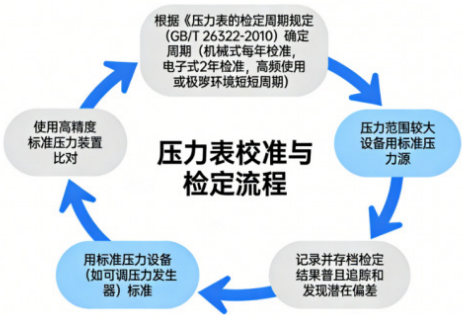 根据《压力表的检定周期规定
(GB/T 26322-2010)确定
周期(机械式每年检准,
电子式2年检准,高频使用
或极端环境短短周期)
压力范围较大
设备用标准压
力源
记录并存档检定
结果普且追踪和
发现潜在偏差
用标准压力设备
(如可调压力发生
器)标准
使用高精度
标准压力装置
比对
压力表校准与
检定流程